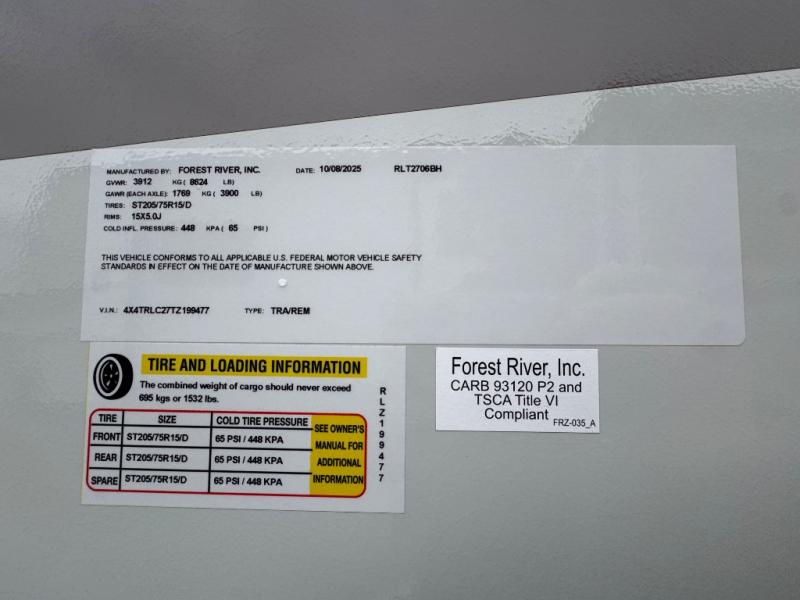 MANUFACTURED BY: FOREST RIVER, INC. DATE: 10/08/2025 RLT2706BH
GVWR: 3912 KG ( 8624 LB)
GAWR (EACH AXLE): 1769 KG ( 3900 LB)
TIRES: ST205/75R15/D
RIMS: 15X5.0J
COLD INFL. PRESSURE: 448 KPA ( 65 PSI )
THIS VEHICLE CONFORMS TO ALL APPLICABLE U.S. FEDERAL MOTOR VEHICLE SAFETY
STANDARDS IN EFFECT ON THE DATE OF MANUFACTURE SHOWN ABOVE.
V.I.N.: 4X4TRLC27TZ199477 TYPE: TRA/REM
TIRE AND LOADING INFORMATION
The combined weight of cargo should never exceed
695 kgs or 1532 lbs.
TIRE SIZE COLD TIRE PRESSURE
FRONT ST205/75R15/D 65 PSI / 448 KPA
REAR ST205/75R15/D 65 PSI / 448 KPA
SPARE ST205/75R15/D 65 PSI / 448 KPA
SEE OWNER'S
MANUAL FOR
ADDITIONAL
INFORMATION
RLZ199477
Forest River, Inc.
CARB 93120 P2 and
TSCA Title VI
Compliant
FRZ-035_A